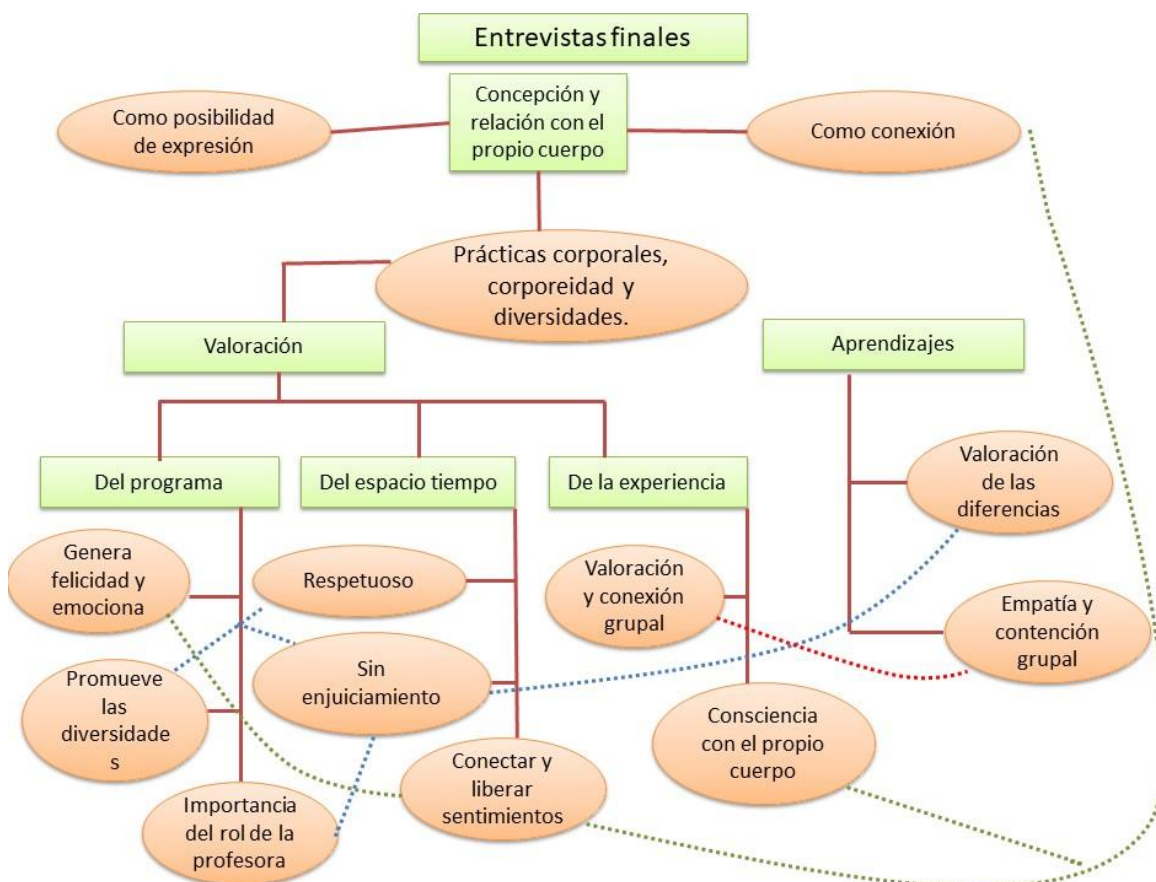 Entrevistas finales
Como posibilidad
de expresión
Concepción y
relación con el
propio cuerpo
Como conexión
Prácticas corporales,
corporeidad y
diversidades.
Valoración
Aprendizajes
Del programa
Del espacio tiempo
De la experiencia
Valoración
de las
diferencias
Genera
felicidad y
emociona
Respetuoso
Valoración
y conexión
grupal
Empatía y
contención
grupal
Promueve
las
diversidade
s
Sin
enjuiciamiento
Consciencia
con el propio
cuerpo
Conectar y
liberar
sentimientos
Importancia
del rol de la
profesora